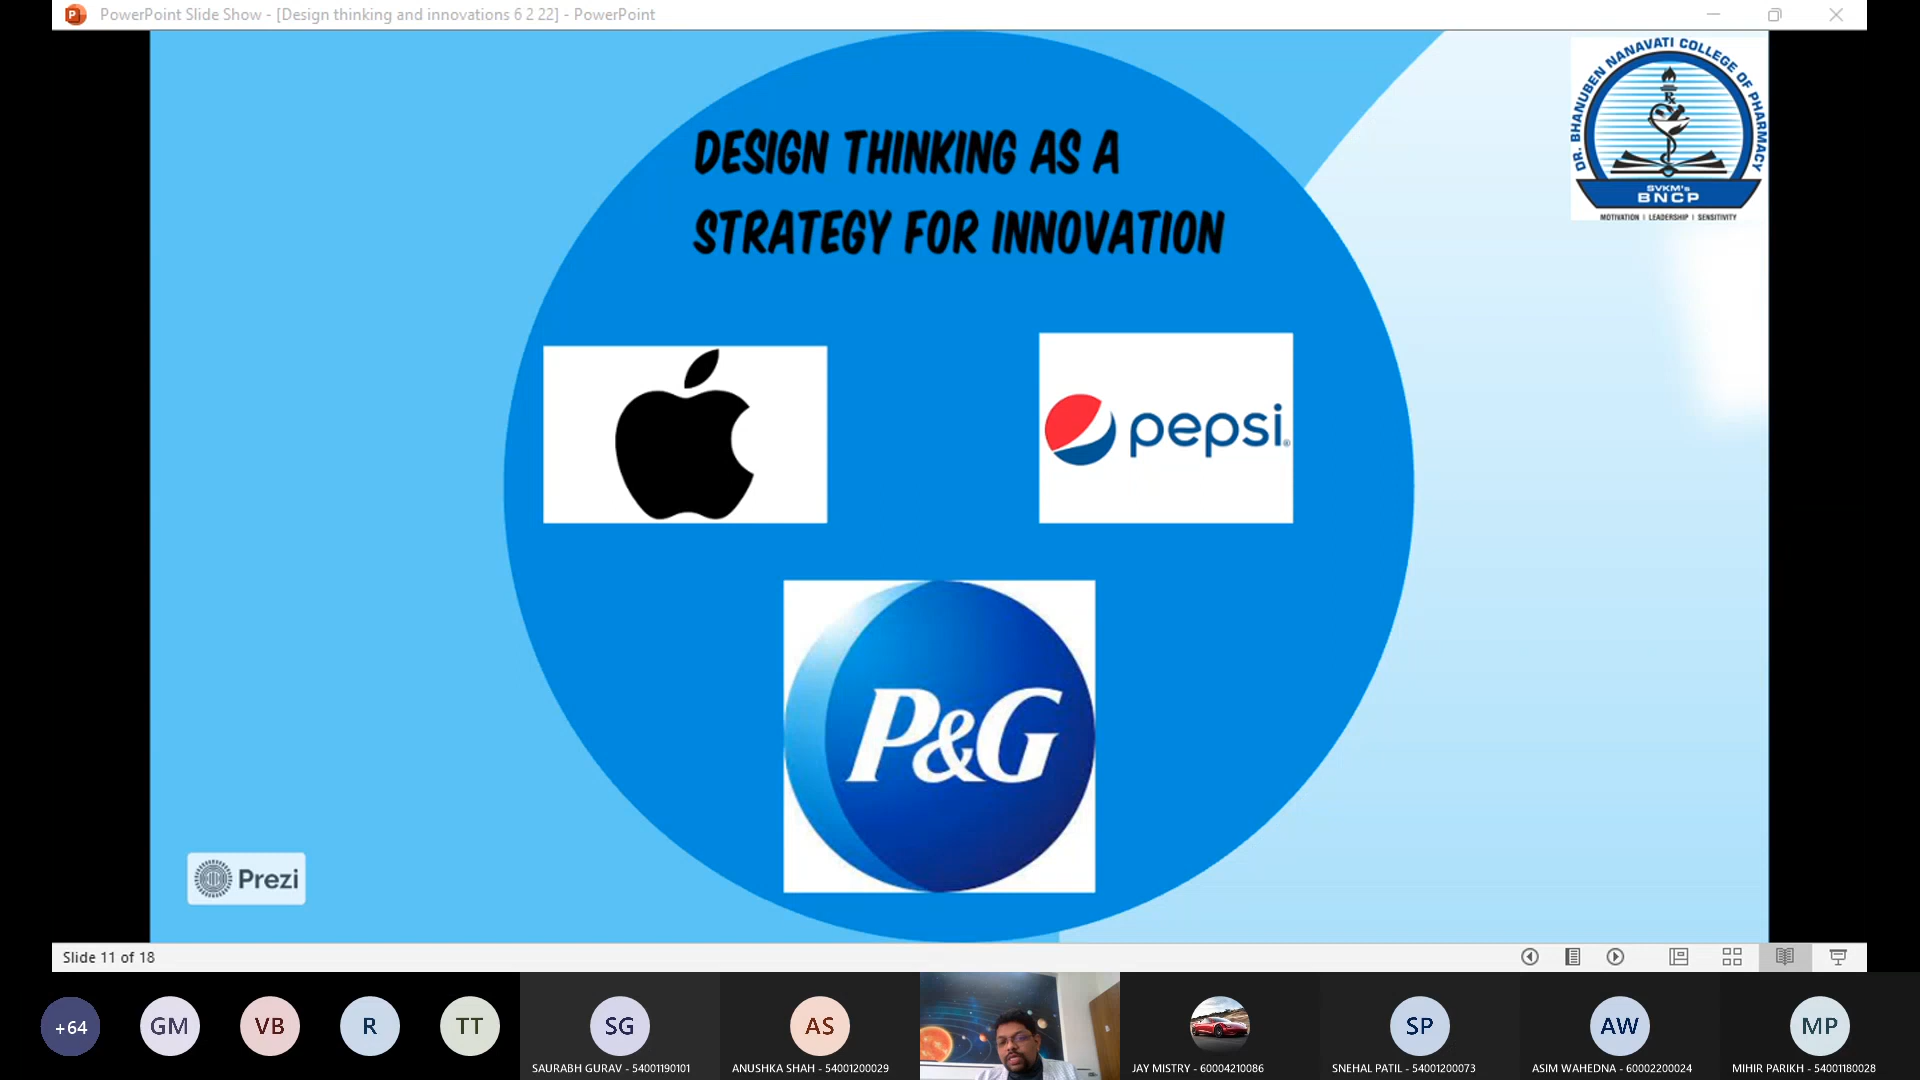 PowerPoint Slide Show - [Design thinking and innovations 6 2 22] - PowerPoint
DR. BHANUBEN NANAVATI COLLEGE OF PHARMACY
Rx
SVKM's
BNCP
MOTIVATION | LEADERSHIP | SENSITIVITY
DESIGN THINKING AS A
STRATEGY FOR INNOVATION
pepsi®
P&G
Prezi
Slide 11 of 18
+64
GM
VB
R
TT
SG
AS
SP
AW
MP
SAURABH GURAV - 54001190101
ANUSHKA SHAH - 54001200029
JAY MISTRY - 60004210086
SNEHAL PATIL - 54001200073
ASIM WAHEDNA - 60002200024
MIHIR PARIKH - 54001180028